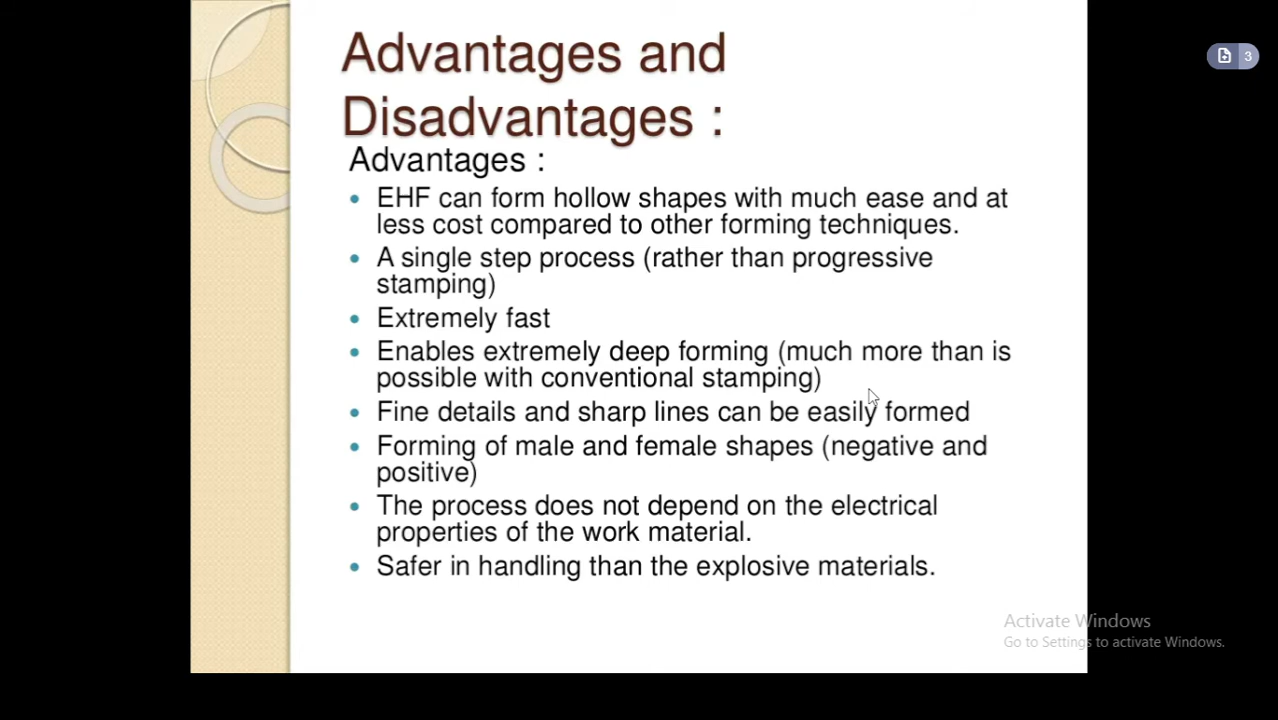 Advantages and
Disadvantages :
Advantages :
• EHF can form hollow shapes with much ease and at
less cost compared to other forming techniques.
• A single step process (rather than progressive
stamping)
• Extremely fast
• Enables extremely deep forming (much more than is
possible with conventional stamping)
• Fine details and sharp lines can be easily formed
• Forming of male and female shapes (negative and
positive)
• The process does not depend on the electrical
properties of the work material.
• Safer in handling than the explosive materials.
3
Activate Windows
Go to Settings to activate Windows.